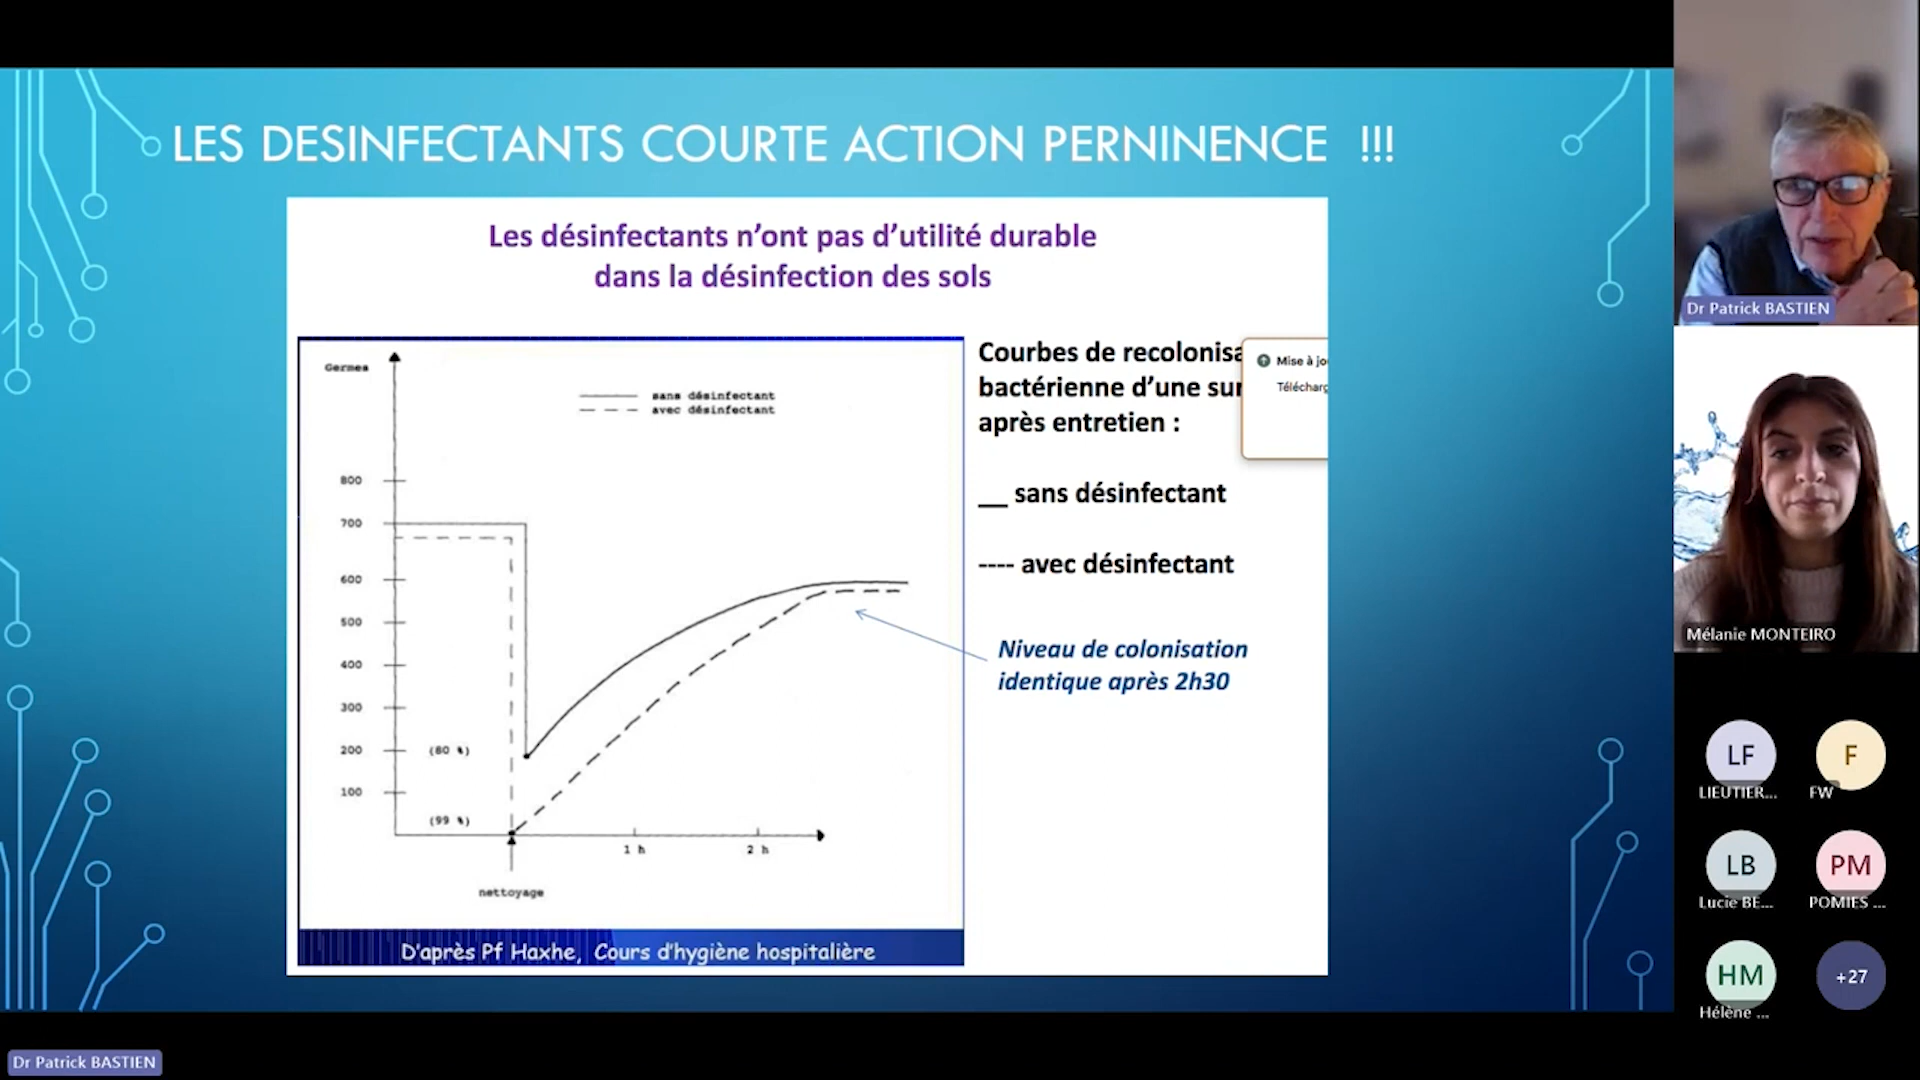 LES DESINFECTANTS COURTE ACTION PERNINENCE !!!
Les désinfectants n'ont pas d'utilité durable
dans la désinfection des sols
Germes
sans désinfectant
avec désinfectant
800
700
600
500
400
300
200
(80 %)
100
(99 %)
1 h
2 h
nettoyage
D'après Pf Haxhe, Cours d'hygiène hospitalière
Courbes de recolonisa
bactérienne d'une sur
après entretien :
__ sans désinfectant
---- avec désinfectant
Niveau de colonisation
identique après 2h30
Mise à jo
Télécharg
Dr Patrick BASTIEN
Mélanie MONTEIRO
LF
LIEUTIER...
F
FW
LB
Lucie BE...
PM
POMIES ...
HM
Hélène ...
+27
Dr Patrick BASTIEN